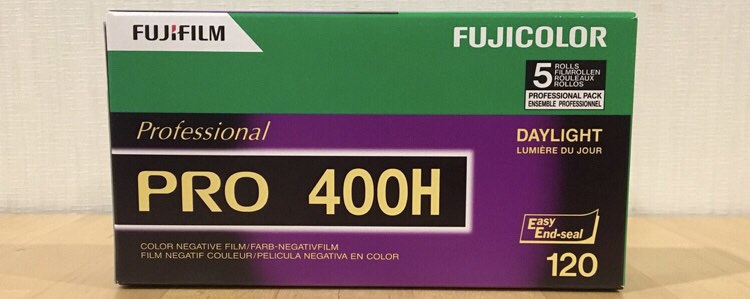 FUJIFILM
FUJICOLOR
5 ROLLS
FILMROLLEN
ROULEAUX
ROLLOS
PROFESSIONAL PACK
ENSEMBLE PROFESSIONNEL
Professional
DAYLIGHT
LUMIÈRE DU JOUR
PRO 400H
Easy
End-seal
COLOR NEGATIVE FILM/FARB-NEGATIVFILM
FILM NEGATIF COULEUR/PELICULA NEGATIVA EN COLOR
120